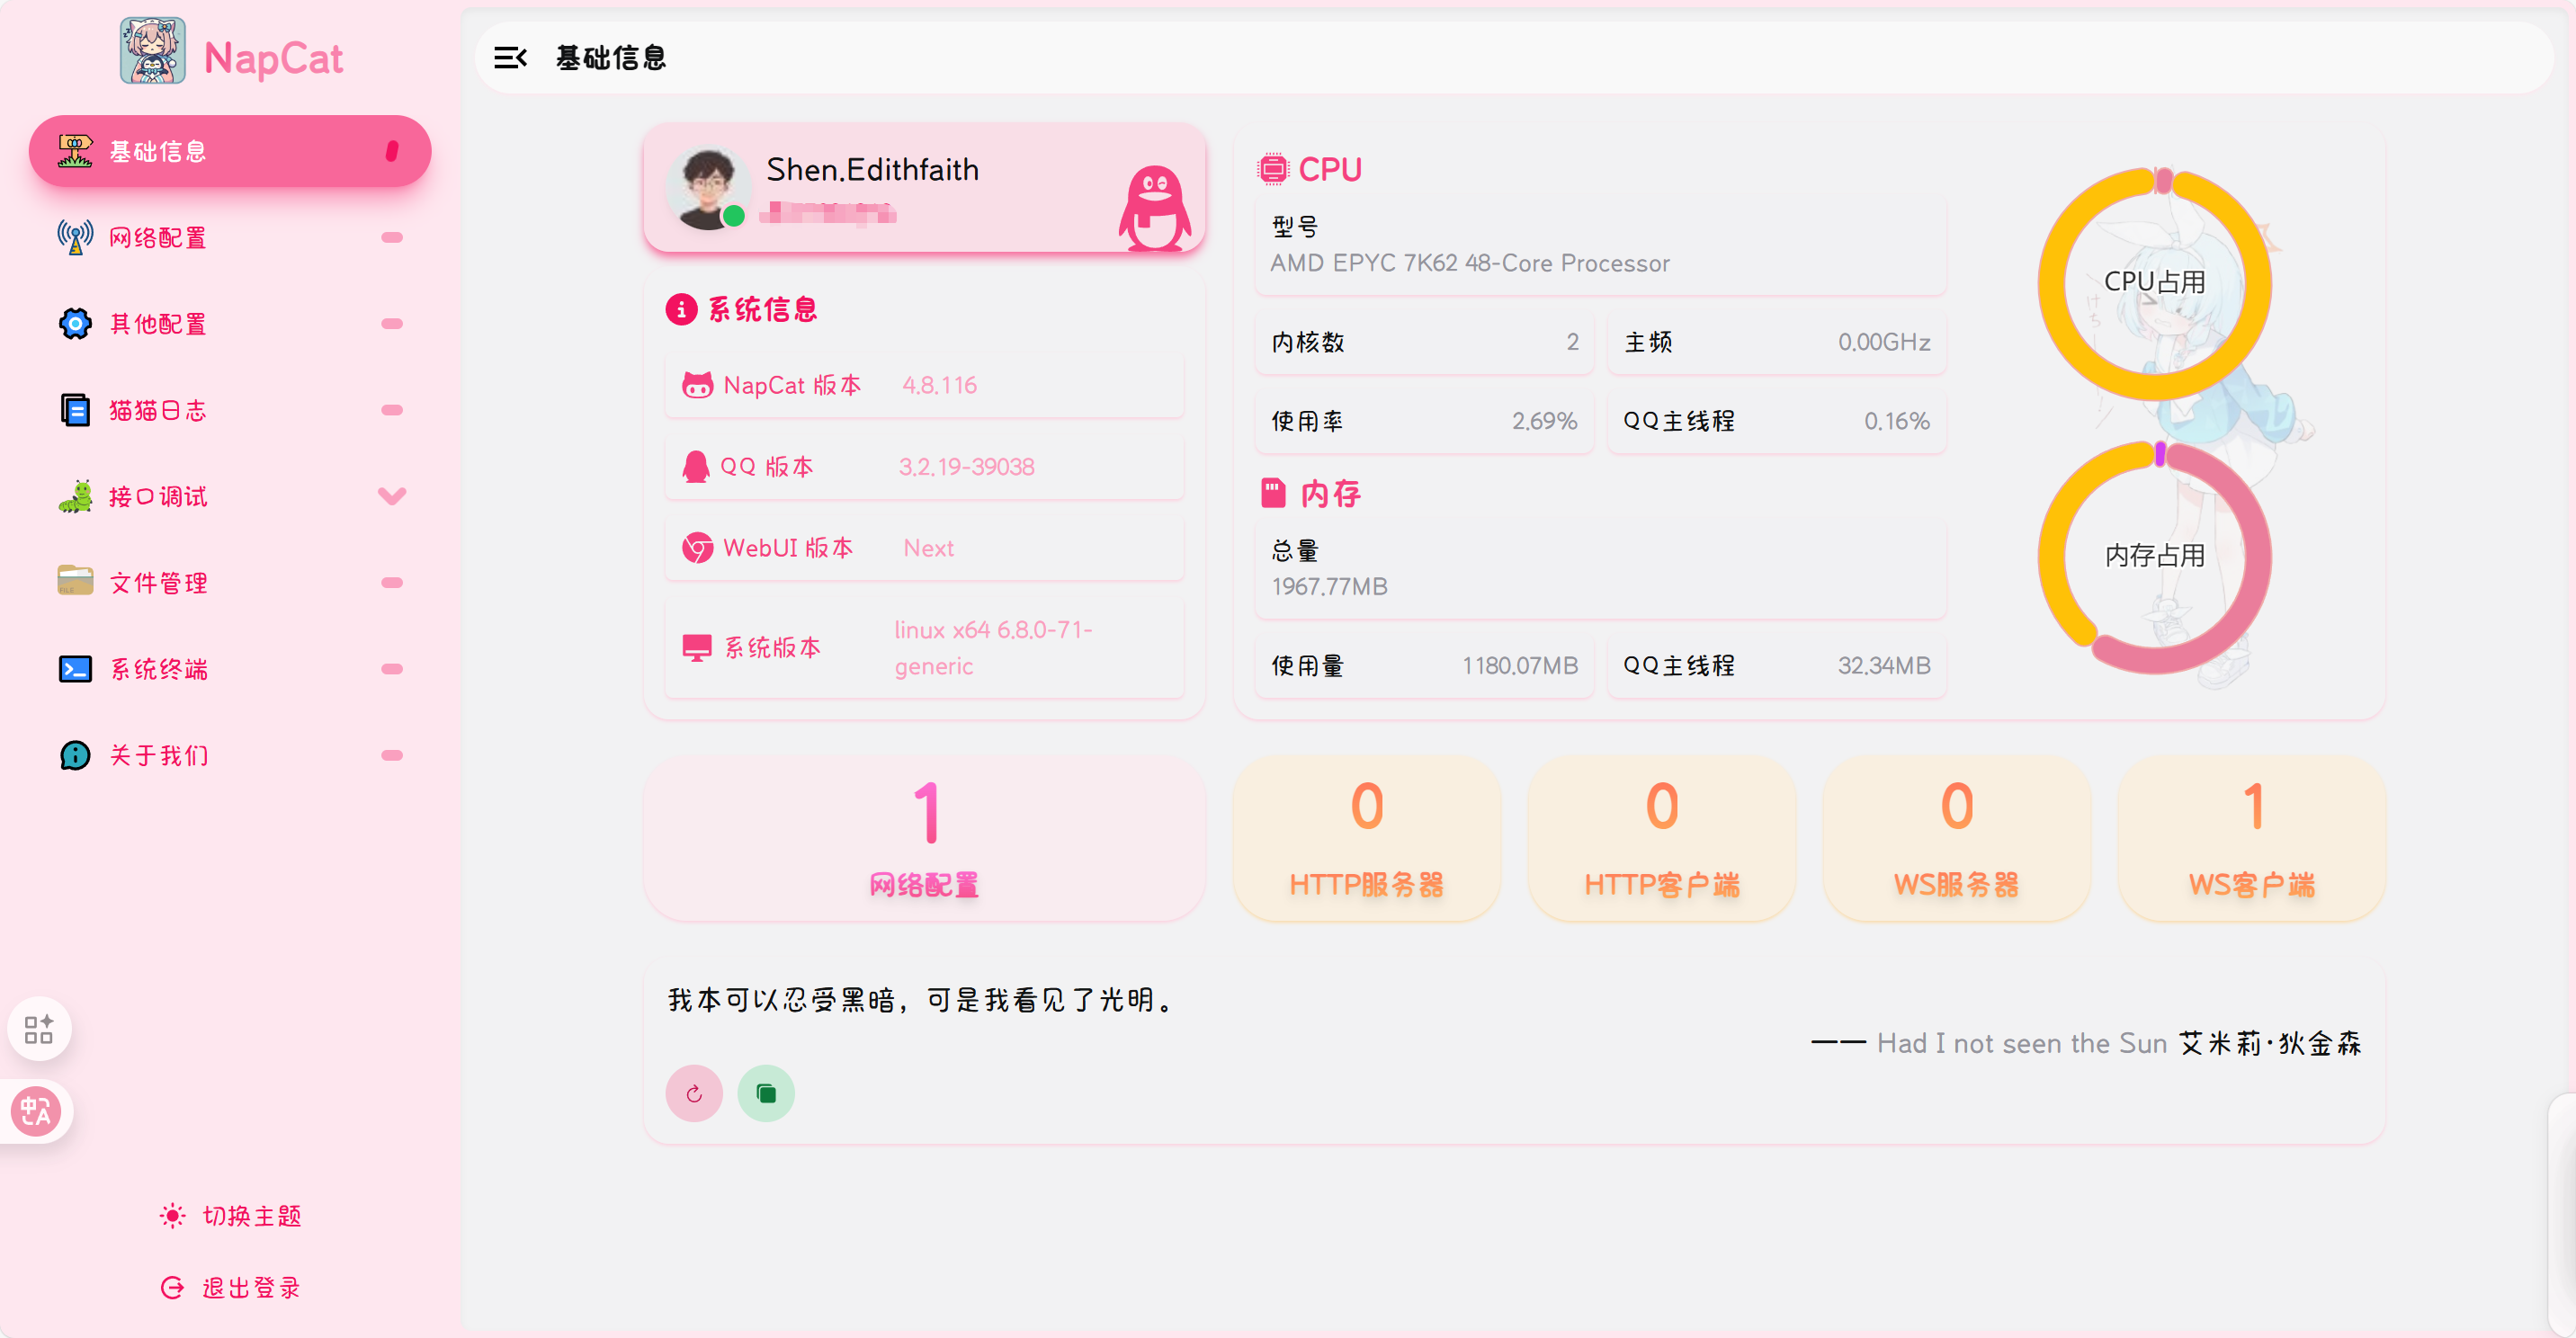 NapCat
基础信息
网络配置
其他配置
猫猫日志
接口调试
文件管理
系统终端
关于我们
切换主题
退出登录
基础信息
Shen.Edithfaith
系统信息
NapCat 版本 4.8.116
QQ 版本 3.2.19-39038
WebUI 版本 Next
系统版本 linux x64 6.8.0-71-
generic
CPU
型号
AMD EPYC 7K62 48-Core Processor
内核数 2 主频 0.00GHz
使用率 2.69% QQ主线程 0.16%
内存
总量
1967.77MB
使用量 1180.07MB QQ主线程 32.34MB
CPU占用
内存占用
1
网络配置
0
HTTP服务器
0
HTTP客户端
0
WS服务器
1
WS客户端
我本可以忍受黑暗，可是我看见了光明。
—— Had I not seen the Sun 艾米莉·狄金森